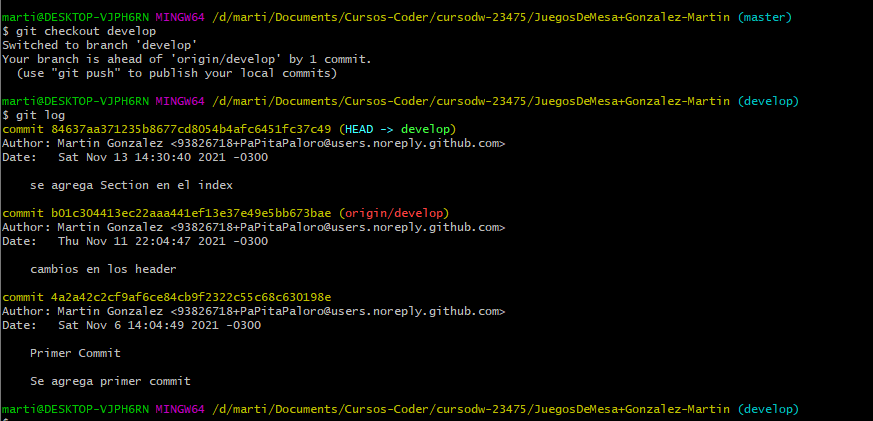 marti@DESKTOP-VJPH6RN MINGW64 /d/marti/Documents/Cursos-Coder/cursodw-23475/JuegosDeMesa+Gonzalez-Martin (master)
$ git checkout develop
Switched to branch 'develop'
Your branch is ahead of 'origin/develop' by 1 commit.
  (use "git push" to publish your local commits)

marti@DESKTOP-VJPH6RN MINGW64 /d/marti/Documents/Cursos-Coder/cursodw-23475/JuegosDeMesa+Gonzalez-Martin (develop)
$ git log
commit 84637aa371235b8677cd8054b4afc6451fc37c49 (HEAD -> develop)
Author: Martin Gonzalez <93826718+PaPitaPaloro@users.noreply.github.com>
Date:   Sat Nov 13 14:30:40 2021 -0300

    se agrega Section en el index

commit b01c304413ec22aaa441ef13e37e49e5bb673bae (origin/develop)
Author: Martin Gonzalez <93826718+PaPitaPaloro@users.noreply.github.com>
Date:   Thu Nov 11 22:04:47 2021 -0300

    cambios en los header

commit 4a2a42c2cf9af6ce84cb9f2322c55c68c630198e
Author: Martin Gonzalez <93826718+PaPitaPaloro@users.noreply.github.com>
Date:   Sat Nov 6 14:04:49 2021 -0300

    Primer Commit

    Se agrega primer commit

marti@DESKTOP-VJPH6RN MINGW64 /d/marti/Documents/Cursos-Coder/cursodw-23475/JuegosDeMesa+Gonzalez-Martin (develop)